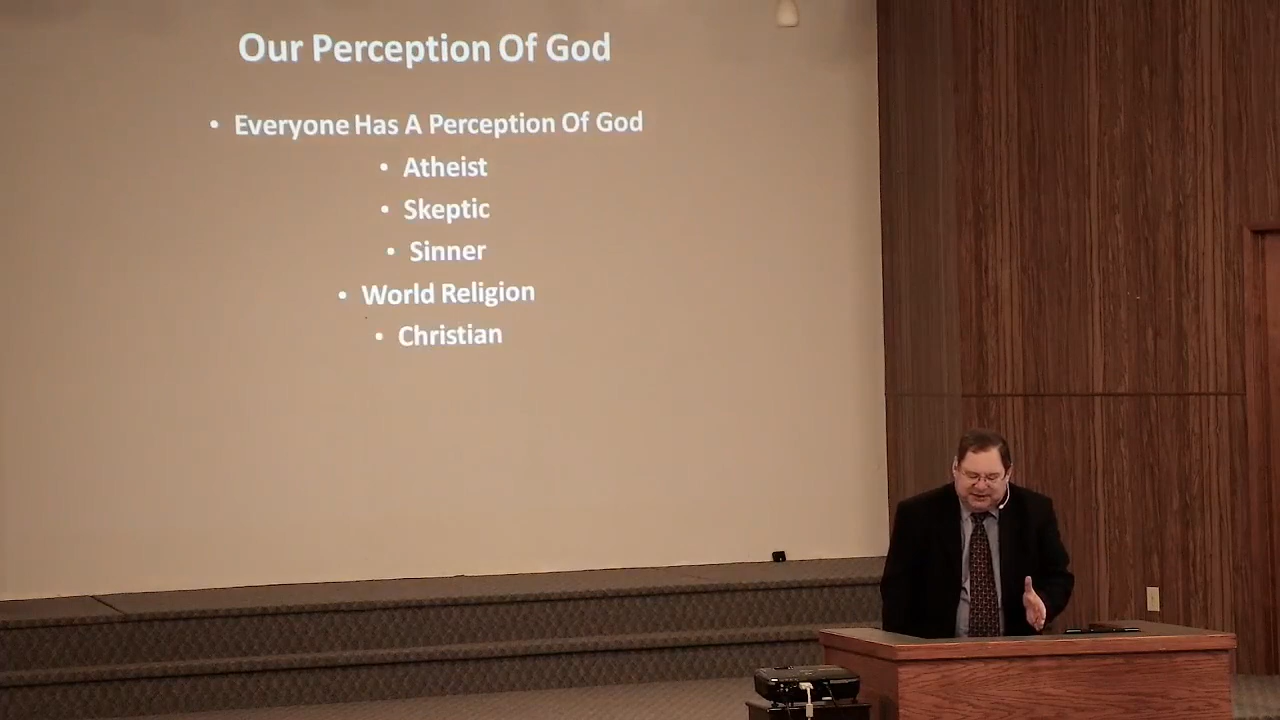 Our Perception Of God
• Everyone Has A Perception Of God
• Atheist
• Skeptic
• Sinner
• World Religion
• Christian